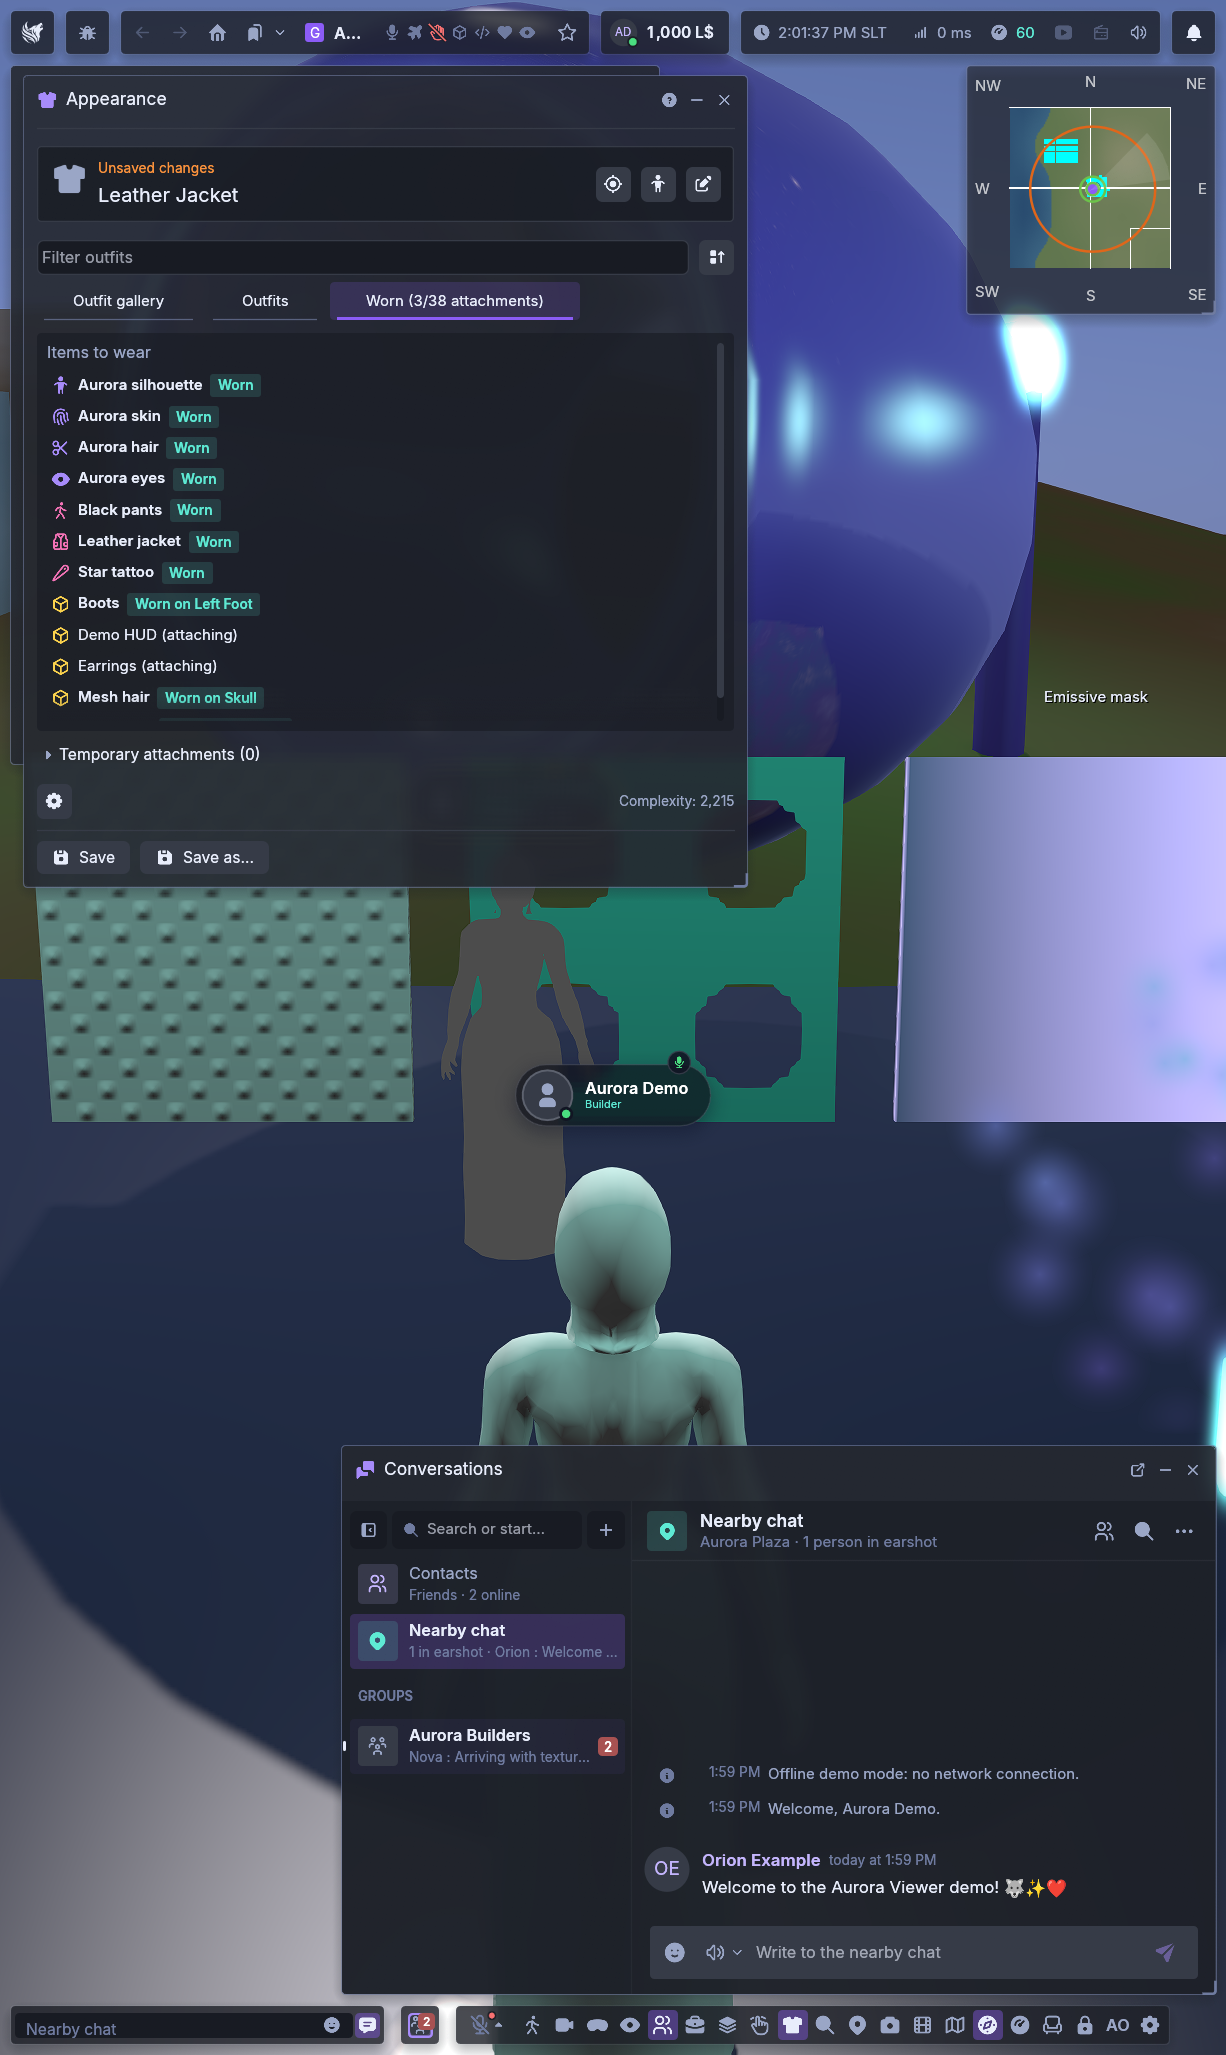 G A...
AD 1,000 L$
2:01:37 PM SLT 0 ms 60
Appearance
Unsaved changes
Leather Jacket
Filter outfits
Outfit gallery Outfits Worn (3/38 attachments)
Items to wear
Aurora silhouette Worn
Aurora skin Worn
Aurora hair Worn
Aurora eyes Worn
Black pants Worn
Leather jacket Worn
Star tattoo Worn
Boots Worn on Left Foot
Demo HUD (attaching)
Earrings (attaching)
Mesh hair Worn on Skull
Temporary attachments (0)
Complexity: 2,215
Save Save as...
NW N NE
W E
SW S SE
Emissive mask
Aurora Demo
Builder
Conversations
Search or start...
Contacts
Friends · 2 online
Nearby chat
1 in earshot · Orion : Welcome ...
GROUPS
Aurora Builders
Nova : Arriving with textur... 2
Nearby chat
Aurora Plaza · 1 person in earshot
1:59 PM Offline demo mode: no network connection.
1:59 PM Welcome, Aurora Demo.
OE Orion Example today at 1:59 PM
Welcome to the Aurora Viewer demo! 🐺✨❤️
Write to the nearby chat
Nearby chat
2
AO